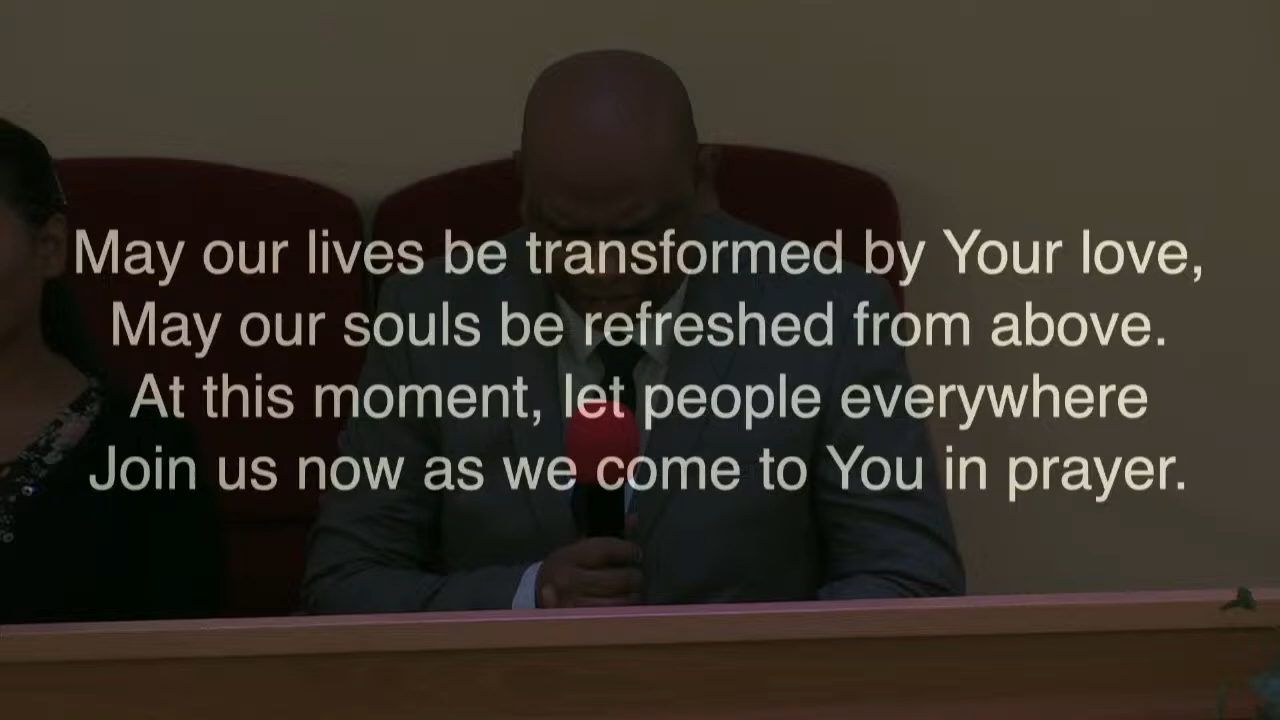 May our lives be transformed by Your love,
May our souls be refreshed from above.
At this moment, let people everywhere
Join us now as we come to You in prayer.